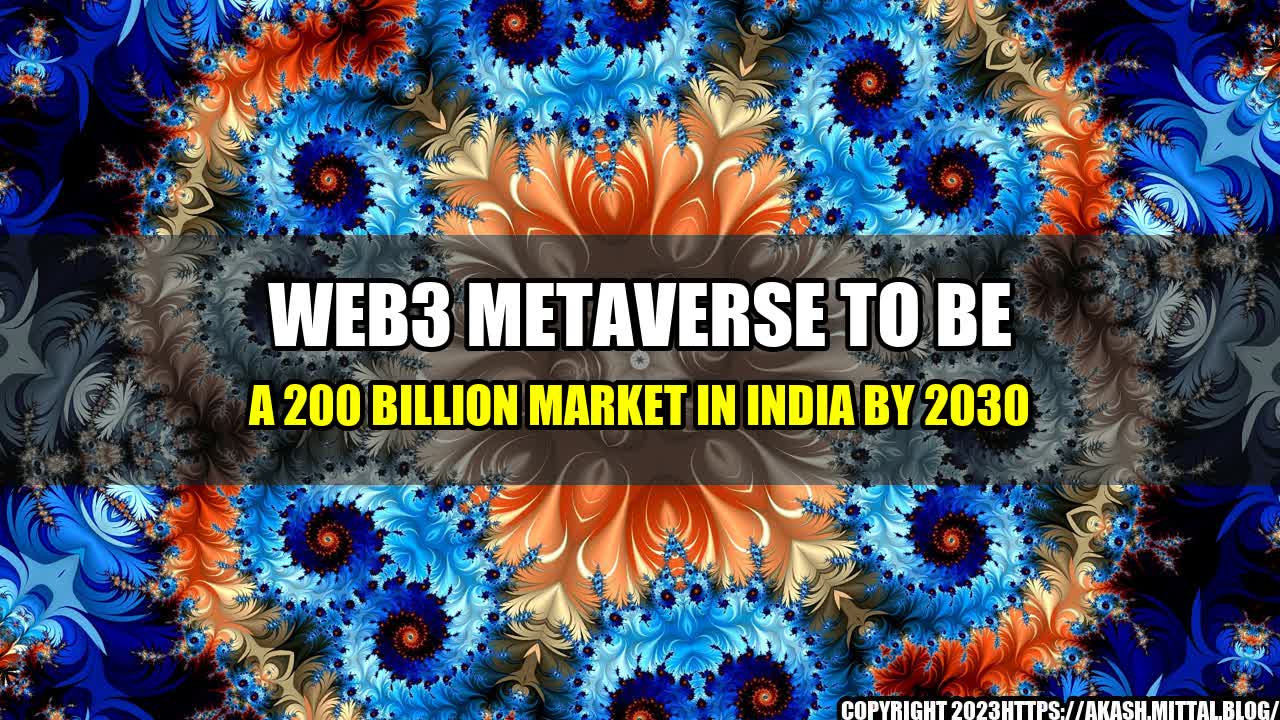 WEB3 METAVERSE TO BE
A 200 BILLION MARKET IN INDIA BY 2030
COPYRIGHT 2023HTTPS://AKASH.MITTAL.BLOG/